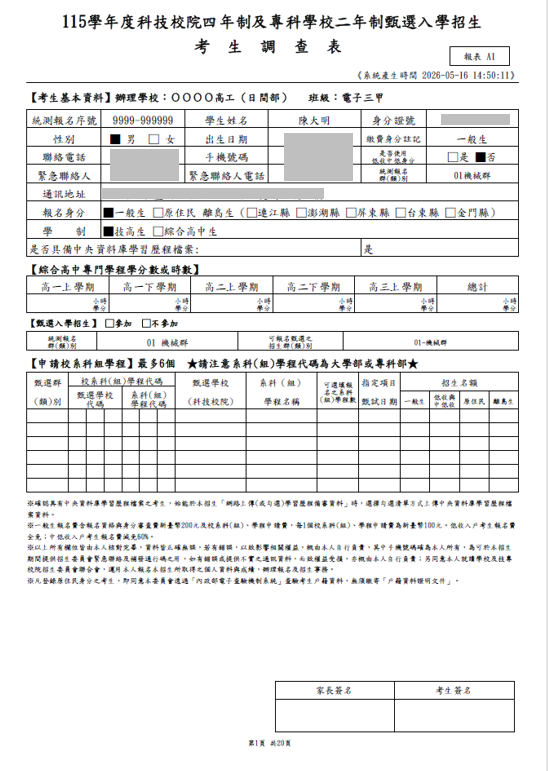 115學年度科技校院四年制及專科學校二年制甄選入學招生
考生調查表
報表 A1
《系統產生時間 2026-05-16 14:50:11》
【考生基本資料】辦理學校：ＯＯＯＯ高工(日間部) 班級：電子三甲
統測報名序號 9999-999999 學生姓名 陳大明 身分證號
性別 ■男 □女 出生日期 繳費身分註記 一般生
聯絡電話 手機號碼 是否使用低收中低身分 □是 ■否
緊急聯絡人 緊急聯絡人電話 統測報名群(類)別 01機械群
通訊地址
報名身分 ■一般生 □原住民 離島生(□連江縣 □澎湖縣 □屏東縣 □台東縣 □金門縣)
學制 ■技高生 □綜合高中生
是否具備中央資料庫學習歷程檔案: 是
【綜合高中專門學程學分數或時數】
高一上學期 高一下學期 高二上學期 高二下學期 高三上學期 總計
小時 小時 小時 小時 小時 小時
學分 學分 學分 學分 學分 學分
【甄選入學招生】 □參加 □不參加
統測報名群(類)別 01 機械群 可報名甄選之招生群(類)別 01-機械群
【申請校系科組學程】最多6個 ★請注意系科(組)學程代碼為大學部或專科部★
甄選群(類)別 校系科(組)學程代碼 甄選學校(科技校院) 系科(組)學程名稱 可選填報名之系科(組)學程數 指定項目甄試日期 招生名額
甄選學校代碼 系科(組)學程代碼 一般生 低收與中低收 原住民 離島生
※確認具有中央資料庫學習歷程檔案之考生，始能於本招生「網路上傳(或勾選)學習歷程備審資料」時，選擇勾選清單方式上傳中央資料庫學習歷程檔
案資料。
※一般生報名費含報名資格與身分審查費新臺幣200元及校系科(組)、學程申請費，每1個校系科(組)、學程申請費為新臺幣100元。低收入戶考生報名費
全免；中低收入戶考生報名費減免60%。
※以上所有欄位皆由本人核對完畢，資料皆正確無誤，若有錯誤，以致影響相關權益，概由本人自行負責，其中手機號碼確為本人所有，為可於本招生
期間提供招生委員會緊急聯絡及補發通行碼之用，如有錯誤或提供不實之通訊資料，而致權益受損，亦概由本人自行負責；另同意本人就讀學校及技專
校院招生委員會聯合會，運用本人報名本招生所取得之個人資料與成績，辦理報名及招生事務。
※凡登錄原住民身分之考生，即同意本委員會透過「內政部電子查驗機制系統」查驗考生戶籍資料，無須繳寄「戶籍資料證明文件」。
家長簽名 考生簽名
第1頁 共20頁